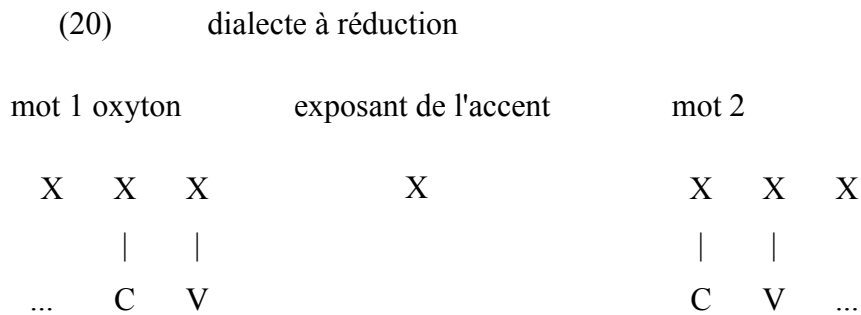 (20) dialecte à réduction
mot 1 oxyton exposant de l'accent mot 2
X X X X X X X
| | | |
... C V C V ...